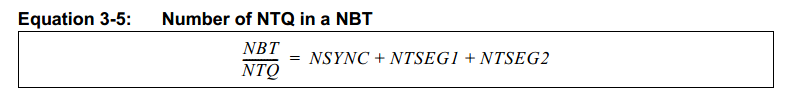 Equation 3-5: Number of NTQ in a NBT
NBT
NTQ = NSYNC + NTSEG1 + NTSEG2